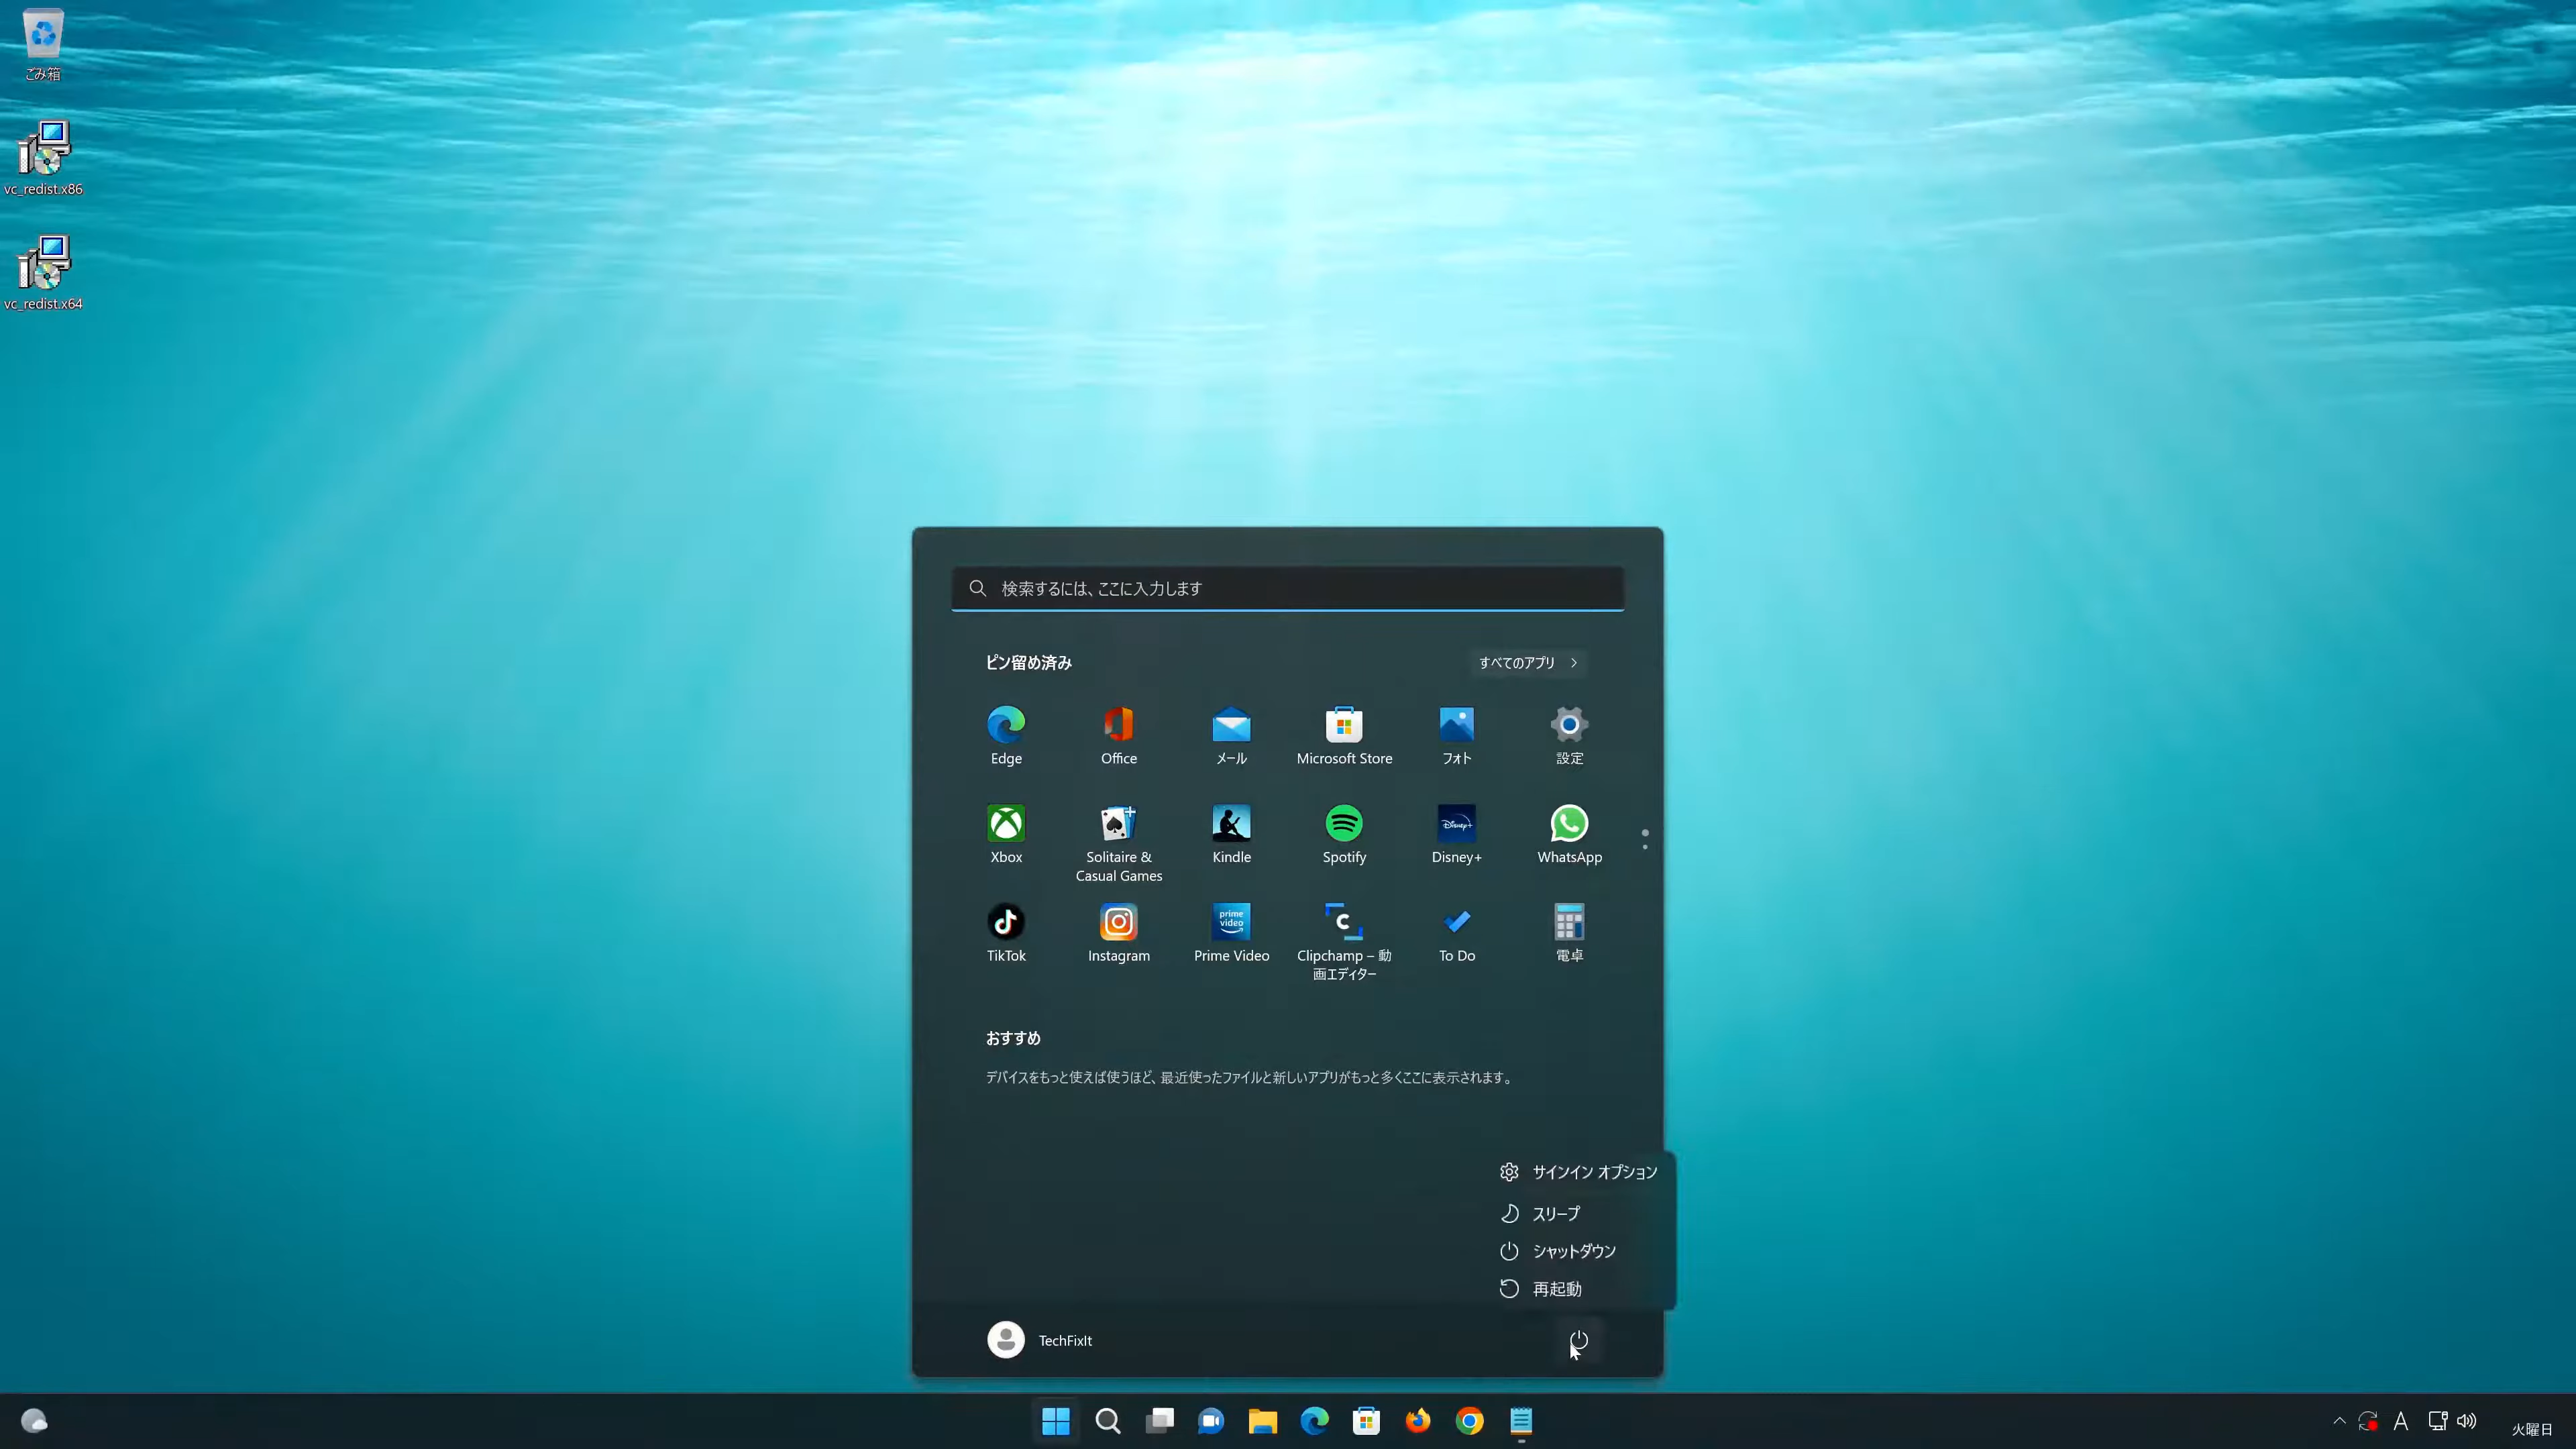 ごみ箱
vc_redist.x86
vc_redist.x64
検索するには、ここに入力します
ピン留め済み
すべてのアプリ
Edge
Office
メール
Microsoft Store
フォト
設定
Xbox
Solitaire &
Casual Games
Kindle
Spotify
Disney+
WhatsApp
TikTok
Instagram
prime
video
Prime Video
Clipchamp – 動
画エディター
To Do
電卓
おすすめ
デバイスをもっと使えば使うほど、最近使ったファイルと新しいアプリがもっと多くここに表示されます。
サインイン オプション
スリープ
シャットダウン
再起動
TechFixIt
A
火曜日